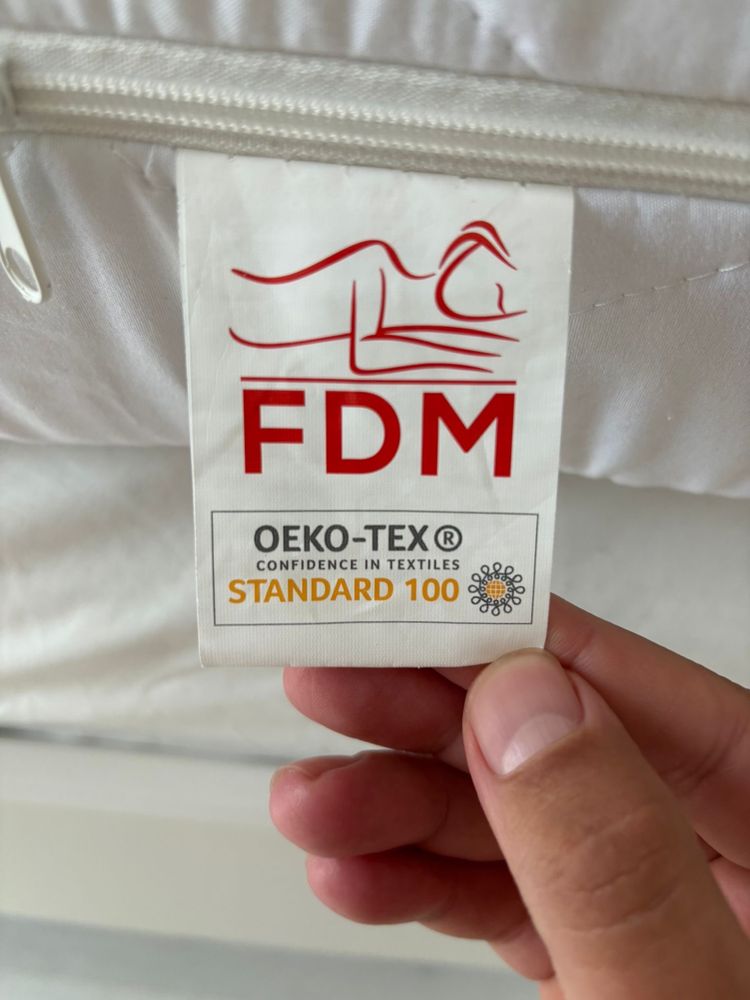 FDM
OEKO-TEX®
CONFIDENCE IN TEXTILES
STANDARD 100